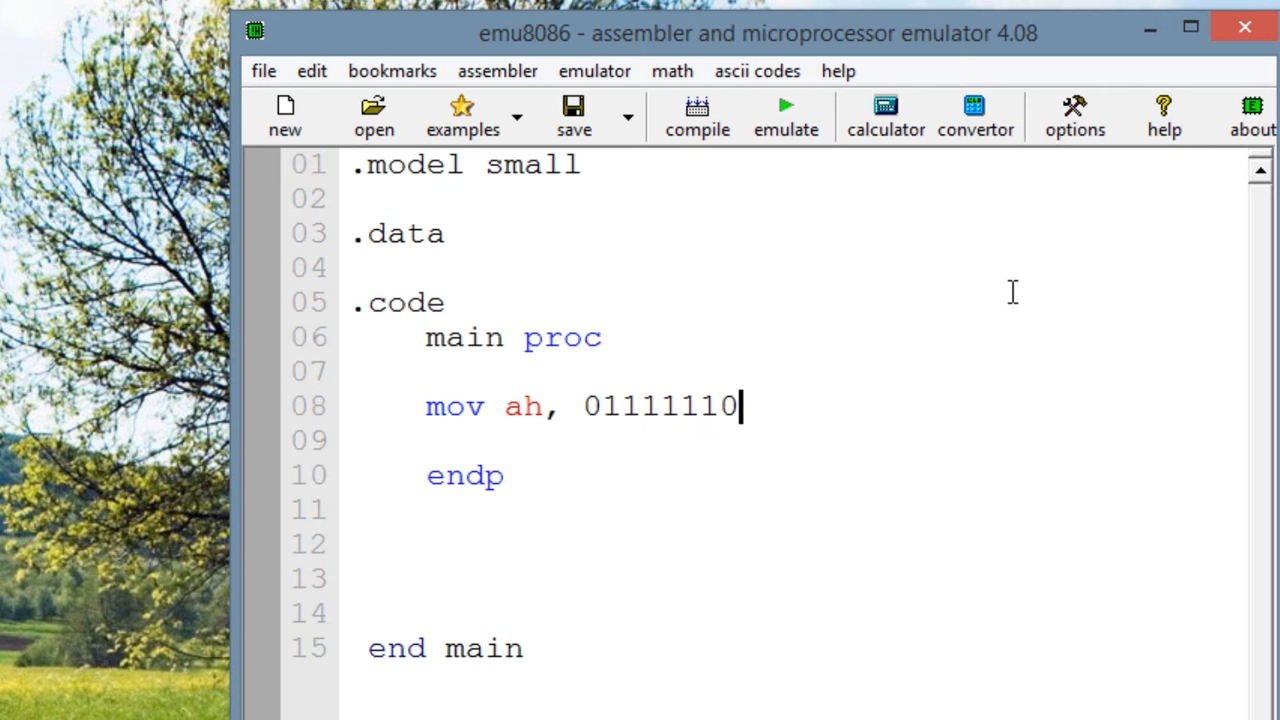 emu8086 - assembler and microprocessor emulator 4.08
file edit bookmarks assembler emulator math ascii codes help
new open examples save compile emulate calculator convertor options help about
01 .model small
02
03 .data
04
05 .code
06 main proc
07
08 mov ah, 01111110
09
10 endp
11
12
13
14
15 end main